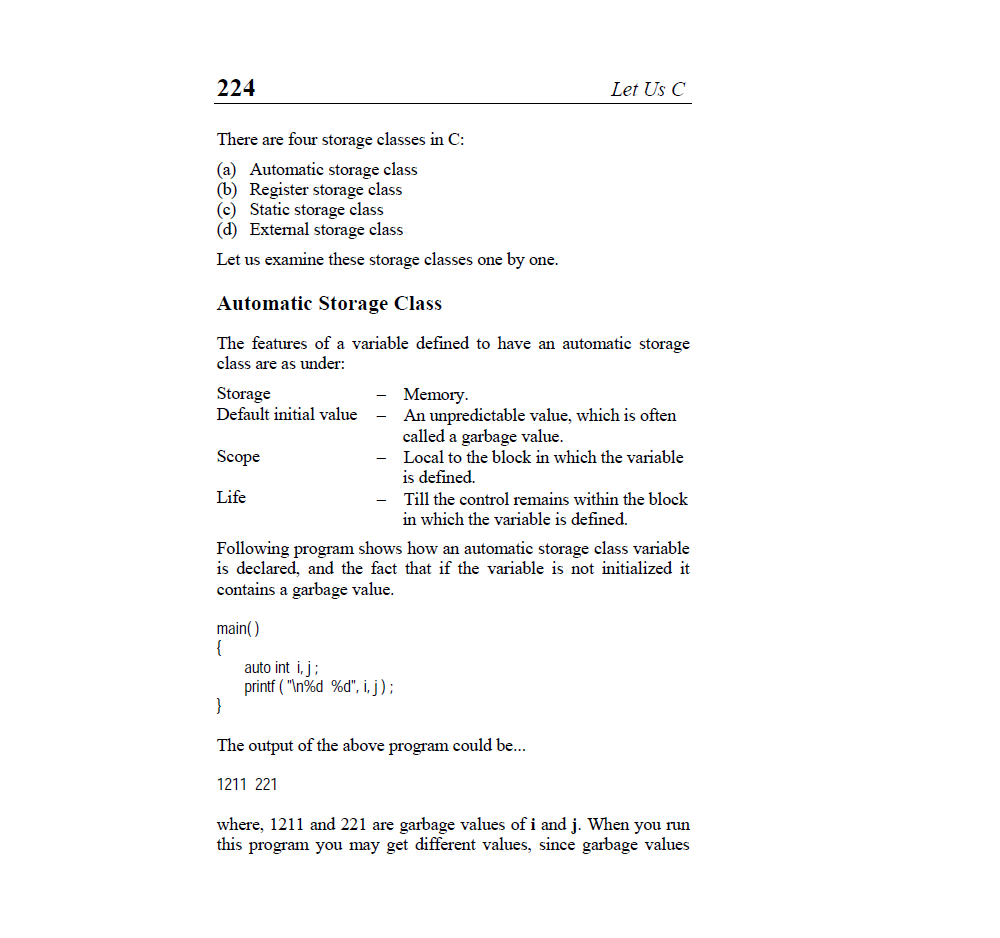 224 Let Us C
There are four storage classes in C:
(a) Automatic storage class
(b) Register storage class
(c) Static storage class
(d) External storage class
Let us examine these storage classes one by one.
Automatic Storage Class
The features of a variable defined to have an automatic storage
class are as under:
Storage – Memory.
Default initial value – An unpredictable value, which is often
called a garbage value.
Scope – Local to the block in which the variable
is defined.
Life – Till the control remains within the block
in which the variable is defined.
Following program shows how an automatic storage class variable
is declared, and the fact that if the variable is not initialized it
contains a garbage value.
main( )
{
auto int i, j ;
printf ( "\n%d %d", i, j ) ;
}
The output of the above program could be...
1211 221
where, 1211 and 221 are garbage values of i and j. When you run
this program you may get different values, since garbage values